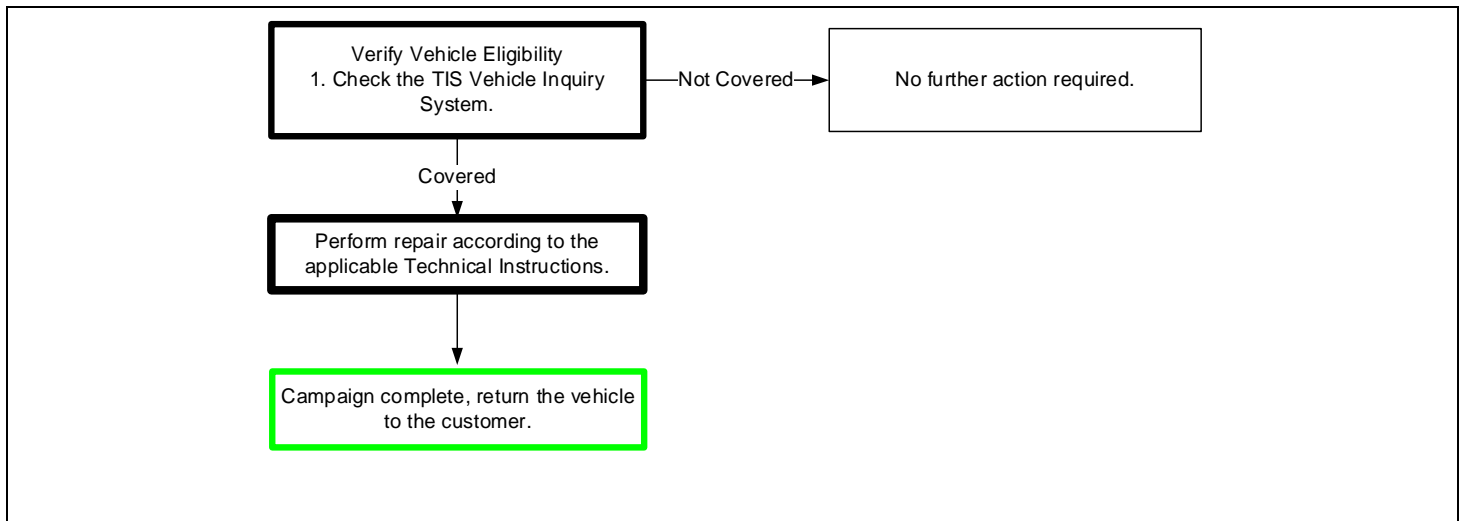 Verify Vehicle Eligibility
1. Check the TIS Vehicle Inquiry
System.
Not Covered
No further action required.
Covered
Perform repair according to the
applicable Technical Instructions.
Campaign complete, return the vehicle
to the customer.